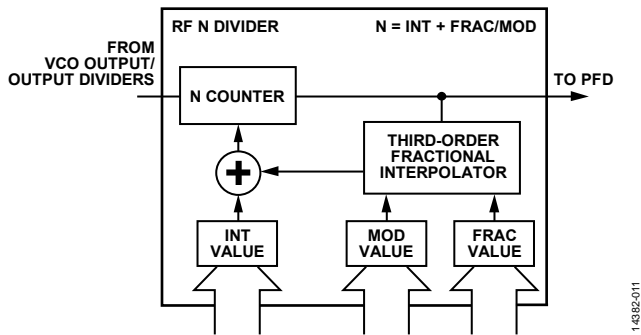 RF N DIVIDER
N = INT + FRAC/MOD
FROM
VCO OUTPUT/
OUTPUT DIVIDERS
TO PFD
N COUNTER
THIRD-ORDER
FRACTIONAL
INTERPOLATOR
+
INT
VALUE
MOD
VALUE
FRAC
VALUE
14382-011